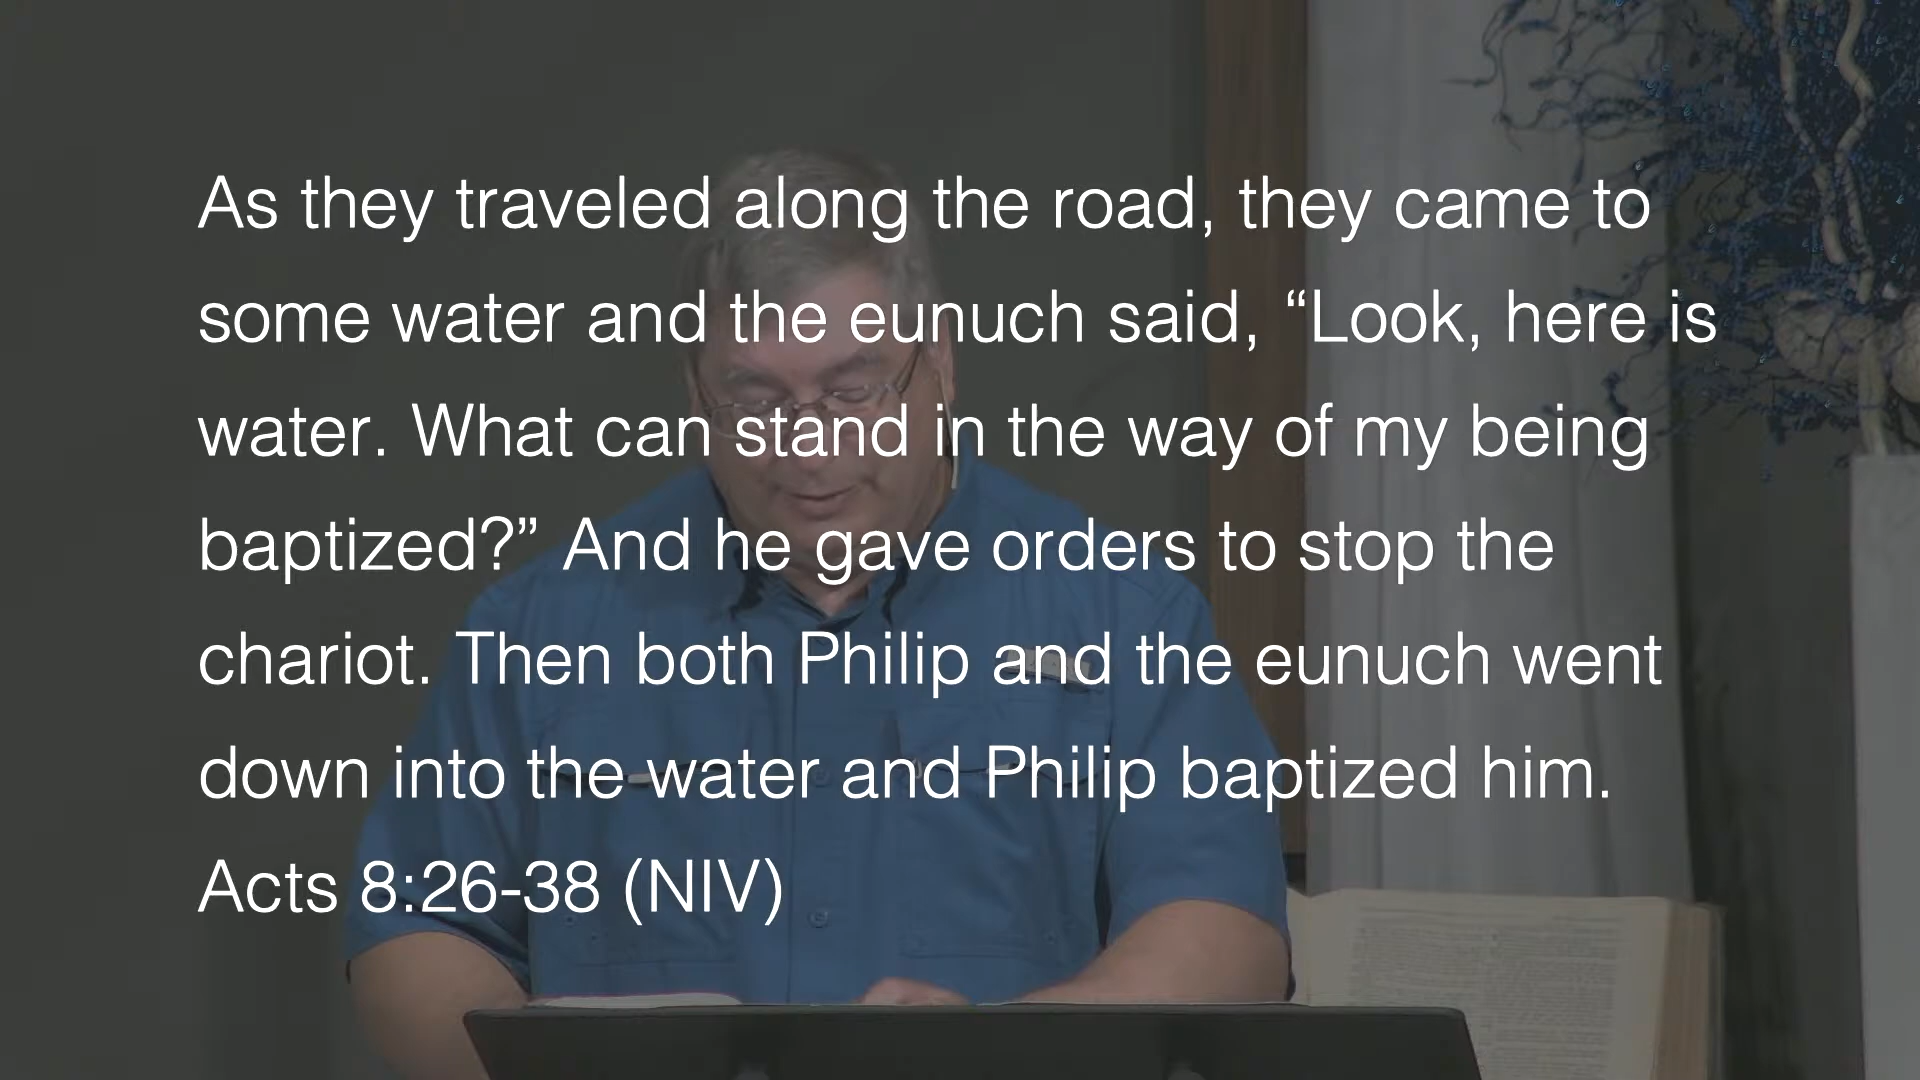 As they traveled along the road, they came to
some water and the eunuch said, “Look, here is
water. What can stand in the way of my being
baptized?” And he gave orders to stop the
chariot. Then both Philip and the eunuch went
down into the water and Philip baptized him.
Acts 8:26-38 (NIV)